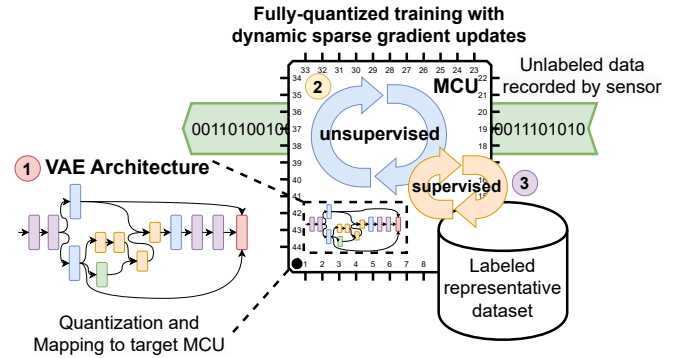 Fully-quantized training with
dynamic sparse gradient updates
33 32 31 30 29 28 27 26 25 24 23
34
35
36
37
38
39
40
41
42
43
44
22
21
20
19
18
17
16
15
2
MCU
Unlabeled data
recorded by sensor
0011010010
unsupervised
0011101010
1 VAE Architecture
supervised
3
1 2 3 4 5 6 7 8
Labeled
representative
dataset
Quantization and
Mapping to target MCU